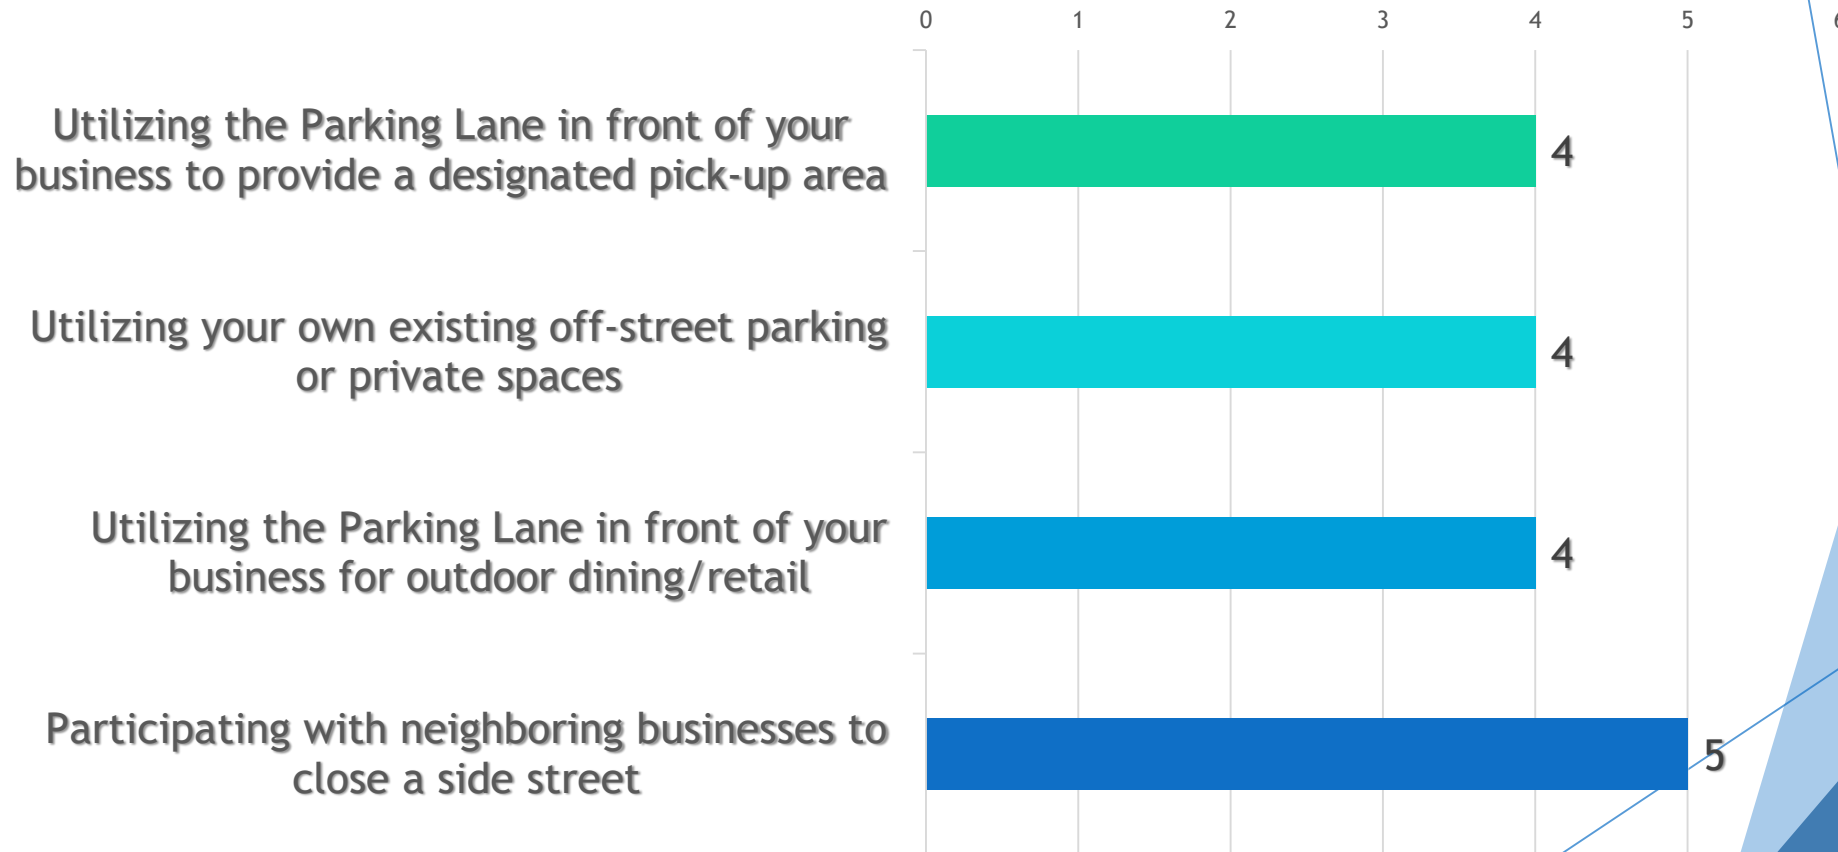 0 1 2 3 4 5 6
Utilizing the Parking Lane in front of your
business to provide a designated pick-up area
4
Utilizing your own existing off-street parking
or private spaces
4
Utilizing the Parking Lane in front of your
business for outdoor dining/retail
4
Participating with neighboring businesses to
close a side street
5